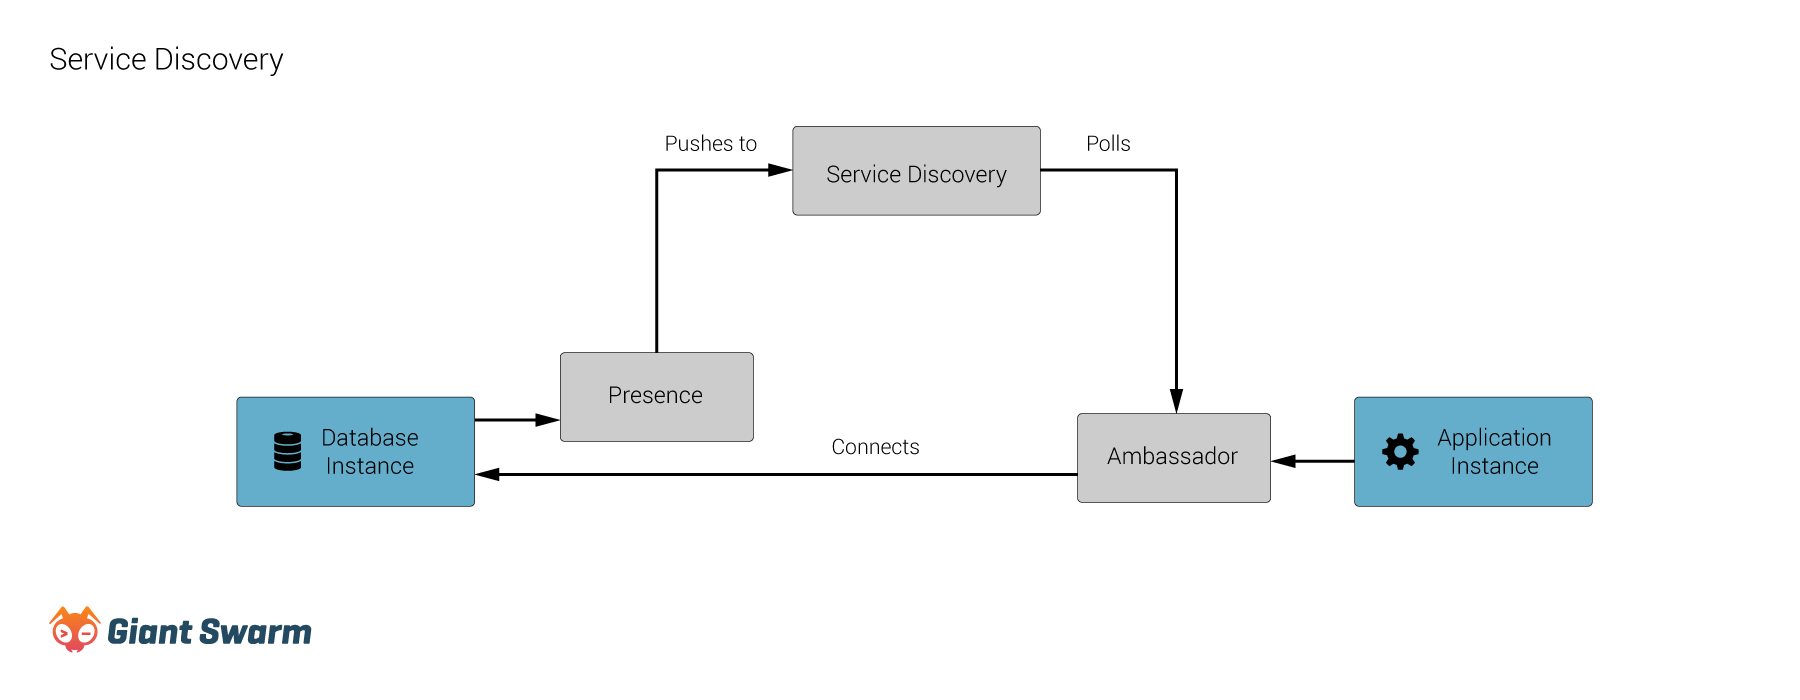 Service Discovery
Pushes to
Service Discovery
Polls
Presence
Database
Instance
Connects
Ambassador
Application
Instance
Giant Swarm